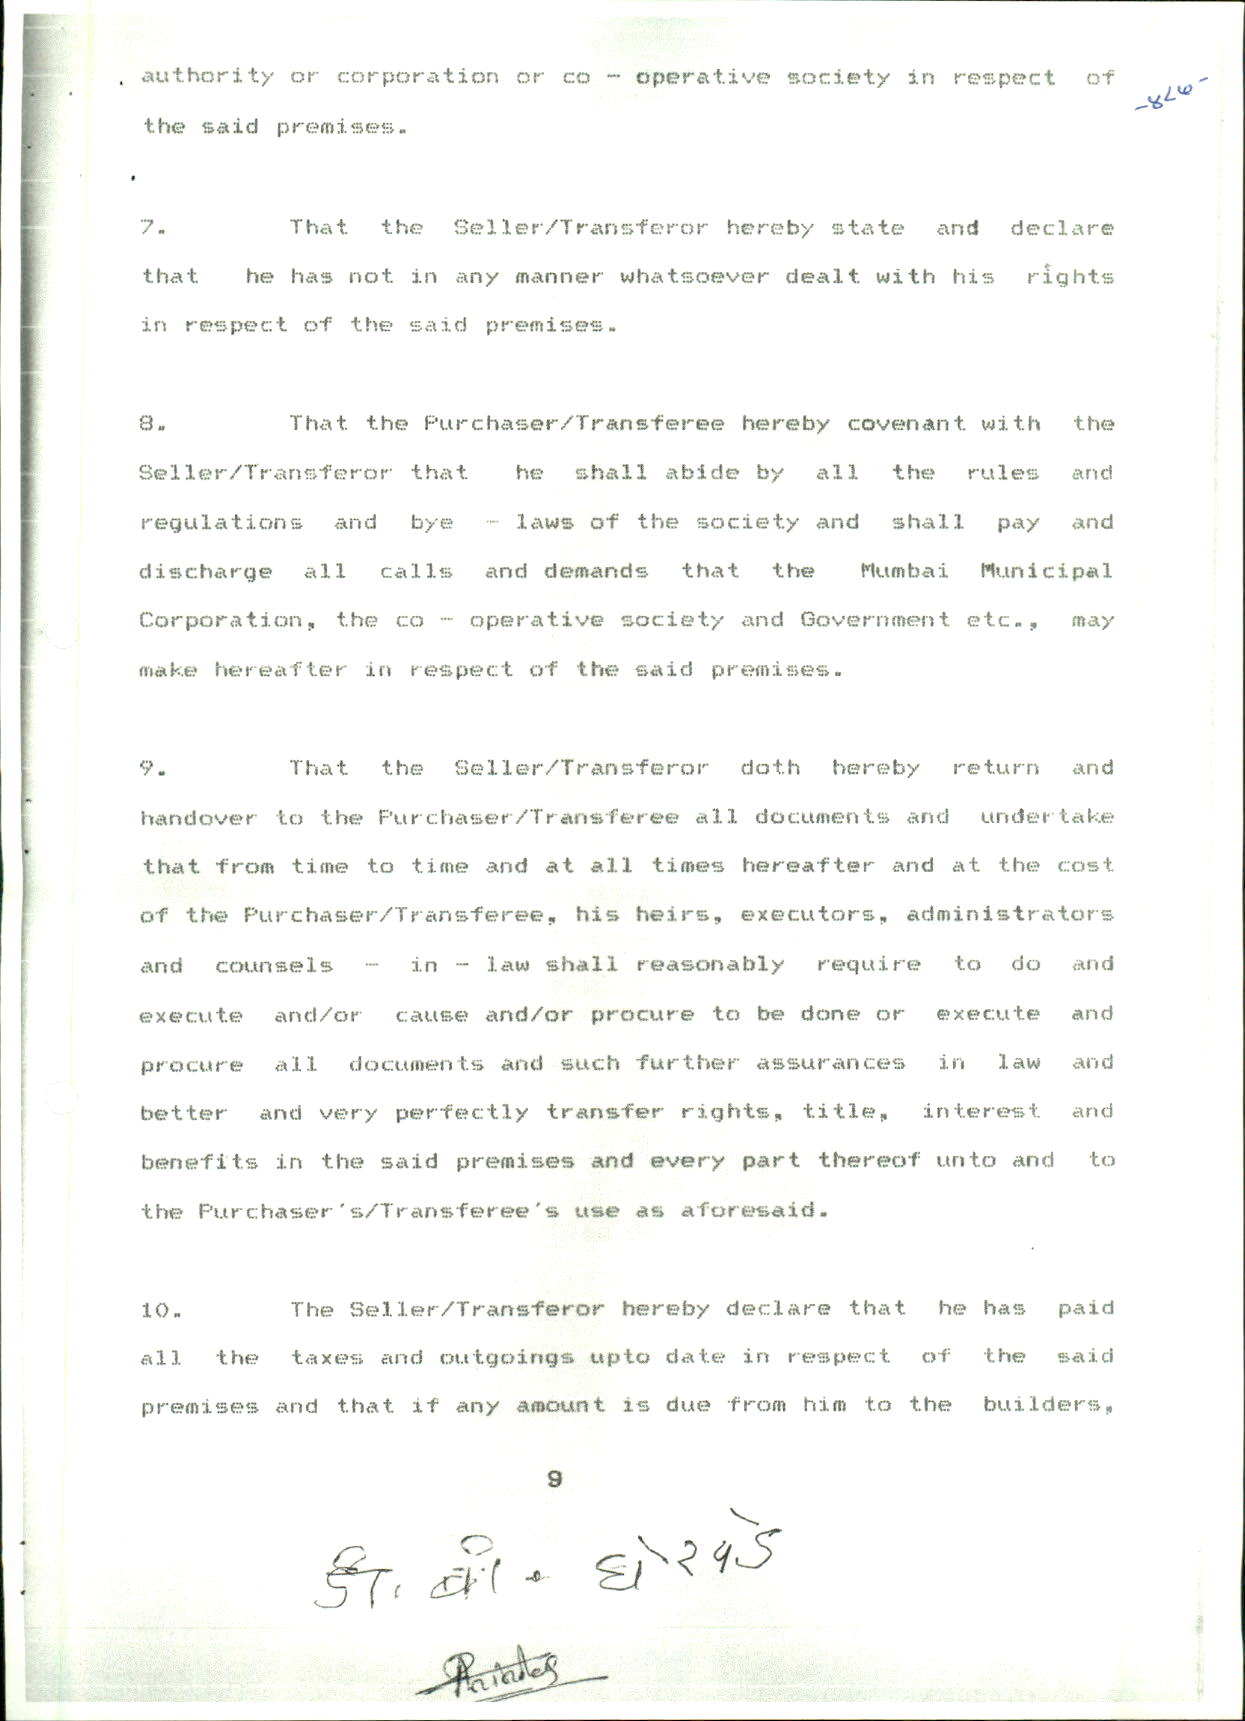 authority or corporation or co - operative society in respect of
the said premises.
7. That the Seller/Transferor hereby state and declare
that he has not in any manner whatsoever dealt with his rights
in respect of the said premises.
8. That the Purchaser/Transferee hereby covenant with the
Seller/Transferor that he shall abide by all the rules and
regulations and bye - laws of the society and shall pay and
discharge all calls and demands that the Mumbai Municipal
Corporation, the co - operative society and Government etc., may
make hereafter in respect of the said premises.
9. That the Seller/Transferor doth hereby return and
handover to the Purchaser/Transferee all documents and undertake
that from time to time and at all times hereafter and at the cost
of the Purchaser/Transferee, his heirs, executors, administrators
and counsels - in - law shall reasonably require to do and
execute and/or cause and/or procure to be done or execute and
procure all documents and such further assurances in law and
better and very perfectly transfer rights, title, interest and
benefits in the said premises and every part thereof unto and to
the Purchaser's/Transferee's use as aforesaid.
10. The Seller/Transferor hereby declare that he has paid
all the taxes and outgoings upto date in respect of the said
premises and that if any amount is due from him to the builders,
9